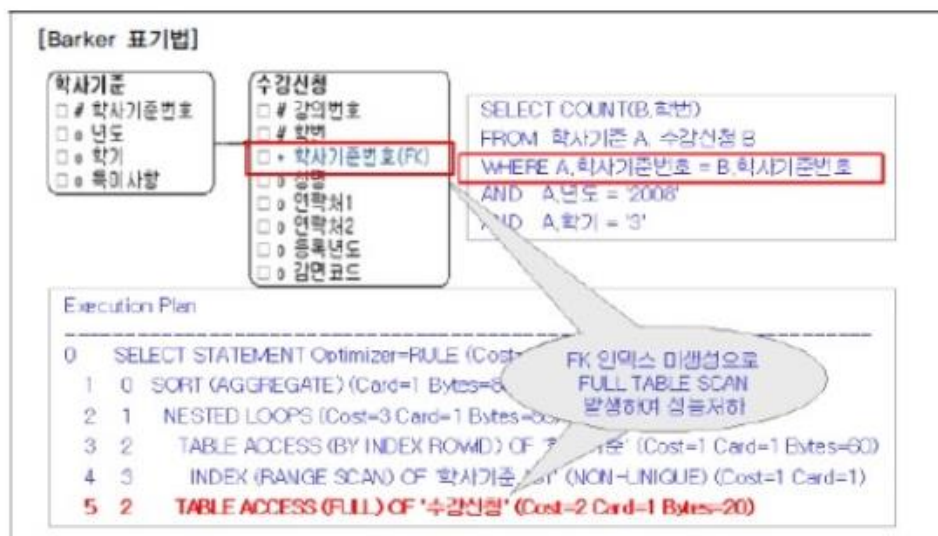 [Barker 표기법]
학사기준
# 학사기준번호
o 년도
o 학기
o 특이사항
수강신청
# 강의번호
# 학번
* 학사기준번호(FK)
o 성명
o 연락처1
o 연락처2
o 등록년도
o 감면코드
SELECT COUNT(B.학번)
FROM 학사기준 A, 수강신청 B
WHERE A.학사기준번호 = B.학사기준번호
AND A.년도 = '2008'
AND A.학기 = '3'
Execution Plan
0 SELECT STATEMENT Optimizer=RULE
1 0 SORT (AGGREGATE) (Card=1
2 1 NESTED LOOPS (Cost=3 Card=1
3 2 TABLE ACCESS (BY INDEX ROWID) OF (Cost=1 Card=1 Bytes=60)
4 3 INDEX (RANGE SCAN) OF '학사기준 (NON-UNIQUE) (Cost=1 Card=1)
5 2 TABLE ACCESS (FULL) OF '수강신청' (Cost=2 Card=1 Bytes=20)
FK 인덱스 미생성으로
FULL TABLE SCAN
발생하여 성능저하